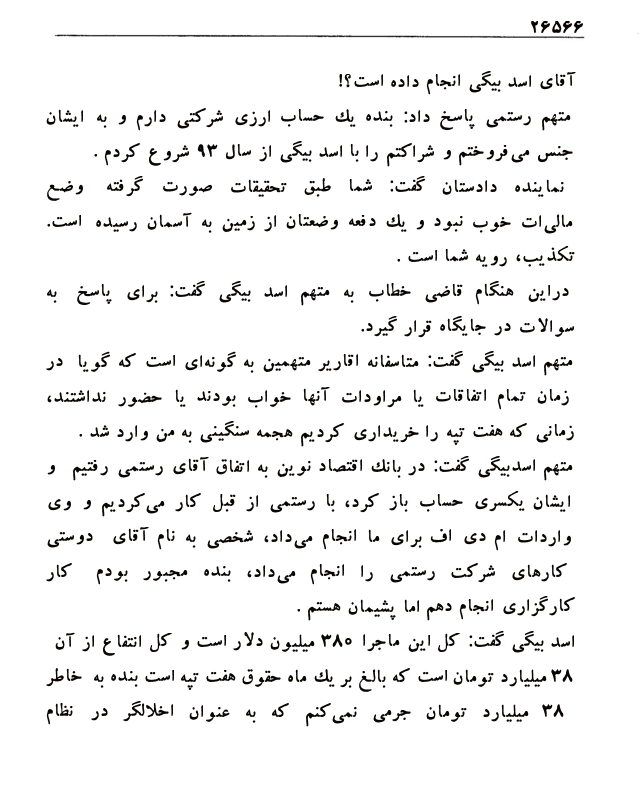 ۲۶۵۶۶
آقای اسد بیگی انجام داده است؟!
متهم رستمی پاسخ داد: بنده یك حساب ارزی شرکتی دارم و به ایشان
جنس می‌فروختم و شراکتم را با اسد بیگی از سال ۹۳ شروع کردم .
نماینده دادستان گفت: شما طبق تحقیقات صورت گرفته وضع
مالی‌ات خوب نبود و یك دفعه وضعتان از زمین به آسمان رسیده است.
تکذیب، رویه شما است .
دراین هنگام قاضی خطاب به متهم اسد بیگی گفت: برای پاسخ به
سوالات در جایگاه قرار گیرد.
متهم اسد بیگی گفت: متاسفانه اقاریر متهمین به گونه‌ای است که گویا در
زمان تمام اتفاقات یا مراودات آنها خواب بودند یا حضور نداشتند،
زمانی که هفت تپه را خریداری کردیم هجمه سنگینی به من وارد شد .
متهم اسدبیگی گفت: در بانك اقتصاد نوین به اتفاق آقای رستمی رفتیم و
ایشان یکسری حساب باز کرد، با رستمی از قبل کار می‌کردیم و وی
واردات ام دی اف برای ما انجام می‌داد، شخصی به نام آقای دوستی
کارهای شرکت رستمی را انجام می‌داد، بنده مجبور بودم کار
کارگزاری انجام دهم اما پشیمان هستم .
اسد بیگی گفت: کل این ماجرا ۳۸۰ میلیون دلار است و کل انتفاع از آن
۳۸ میلیارد تومان است که بالغ بر یك ماه حقوق هفت تپه است بنده به خاطر
۳۸ میلیارد تومان جرمی نمی‌کنم که به عنوان اخلالگر در نظام